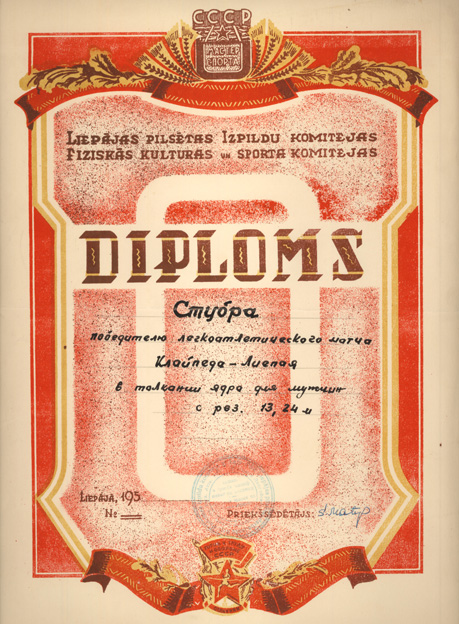 СССР
МАСТЕР
СПОРТА
LIEPĀJAS PILSĒTAS IZPILDU KOMITEJAS
FIZISKĀS KULTŪRAS UN SPORTA KOMITEJAS
DIPLOMS
Стубра
победителю легкоатлетического матча
Клайпеда – Лиепая
в толкании ядра для мужчин
с рез. 13,24 м
LIEPĀJĀ, 195
№
PRIEKŠSĒDĒTĀJS: